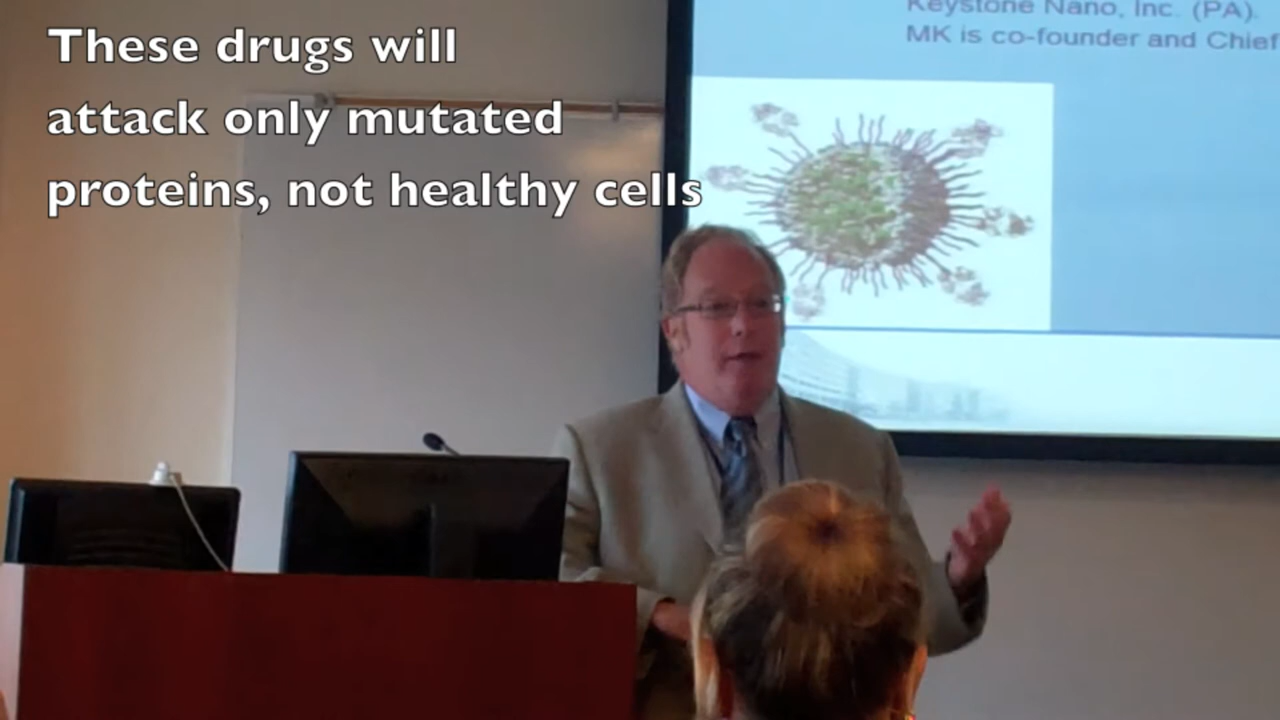 These drugs will
attack only mutated
proteins, not healthy cells
Keystone Nano, Inc. (PA).
MK is co-founder and Chief